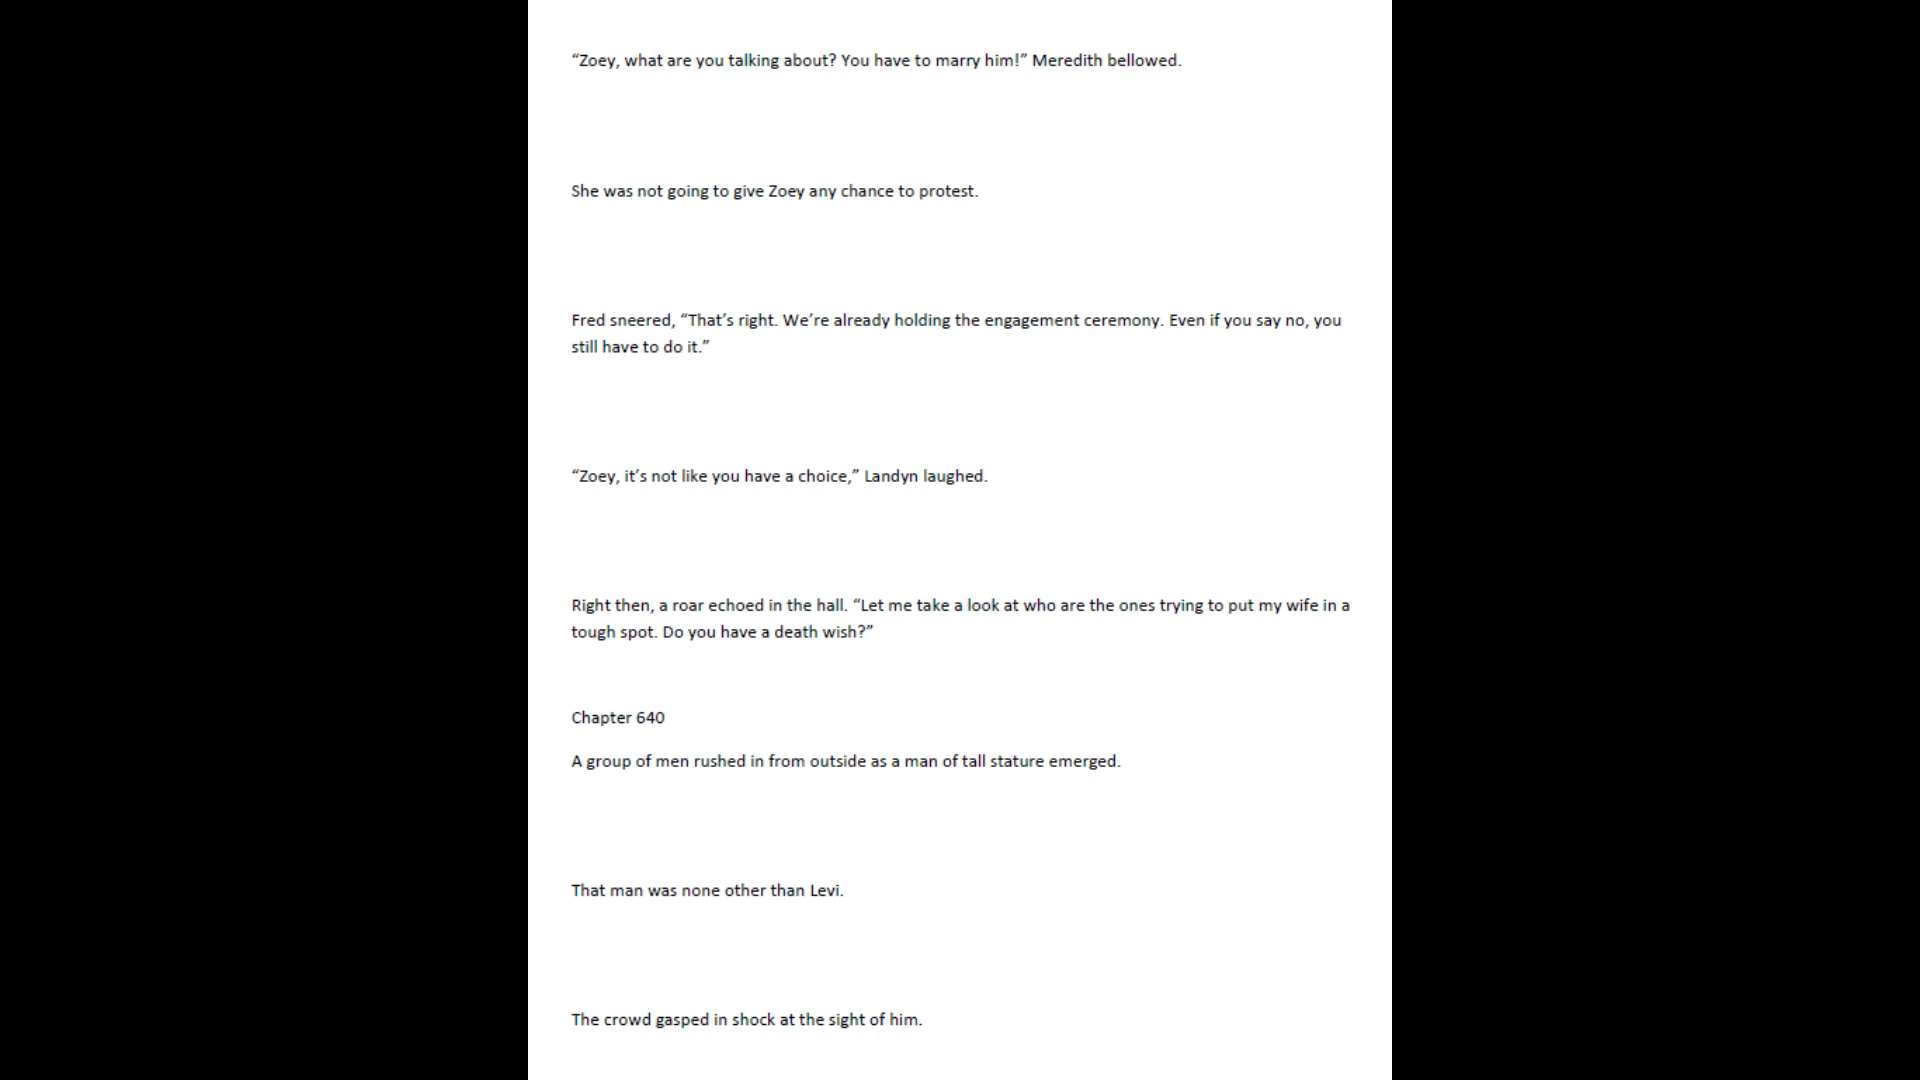 “Zoey, what are you talking about? You have to marry him!” Meredith bellowed.
She was not going to give Zoey any chance to protest.
Fred sneered, “That’s right. We’re already holding the engagement ceremony. Even if you say no, you
still have to do it.”
“Zoey, it’s not like you have a choice,” Landyn laughed.
Right then, a roar echoed in the hall. “Let me take a look at who are the ones trying to put my wife in a
tough spot. Do you have a death wish?”
Chapter 640
A group of men rushed in from outside as a man of tall stature emerged.
That man was none other than Levi.
The crowd gasped in shock at the sight of him.